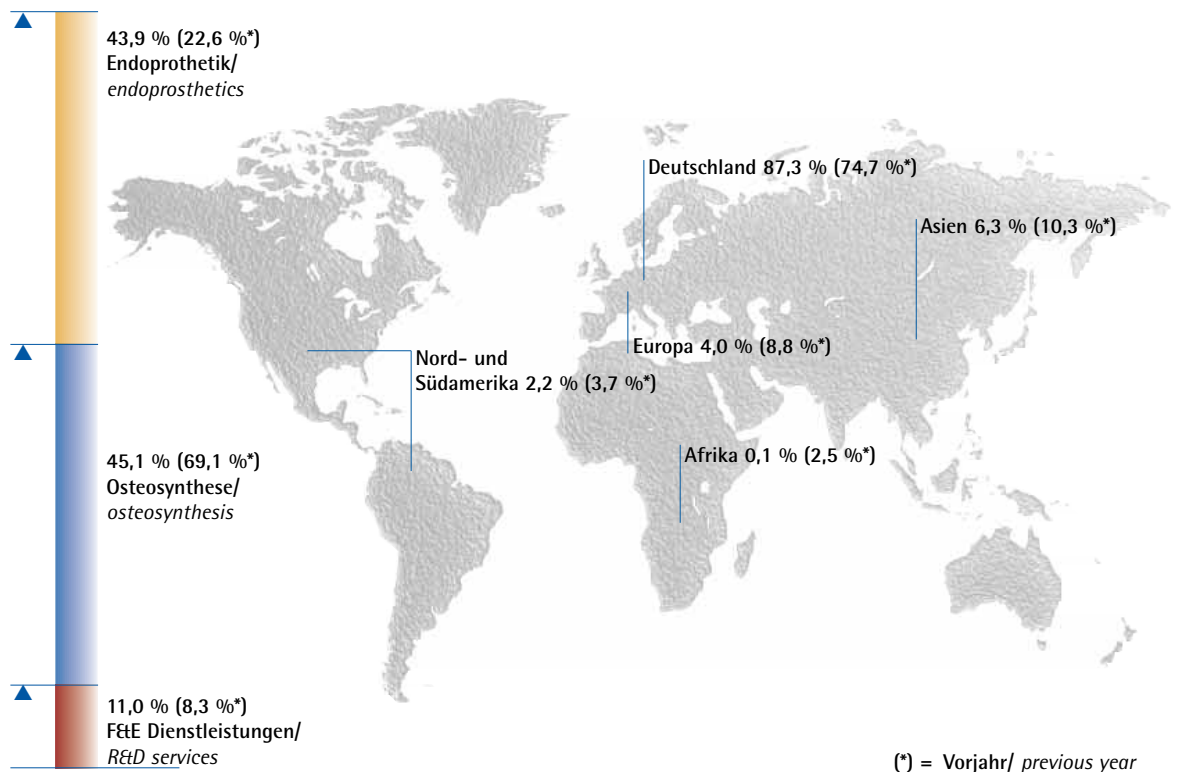 43,9 % (22,6 %*)
Endoprothetik/
endoprosthetics
Deutschland 87,3 % (74,7 %*)
Asien 6,3 % (10,3 %*)
Europa 4,0 % (8,8 %*)
Nord- und
Südamerika 2,2 % (3,7 %*)
Afrika 0,1 % (2,5 %*)
45,1 % (69,1 %*)
Osteosynthese/
osteosynthesis
11,0 % (8,3 %*)
F&E Dienstleistungen/
R&D services
(*) = Vorjahr/ previous year